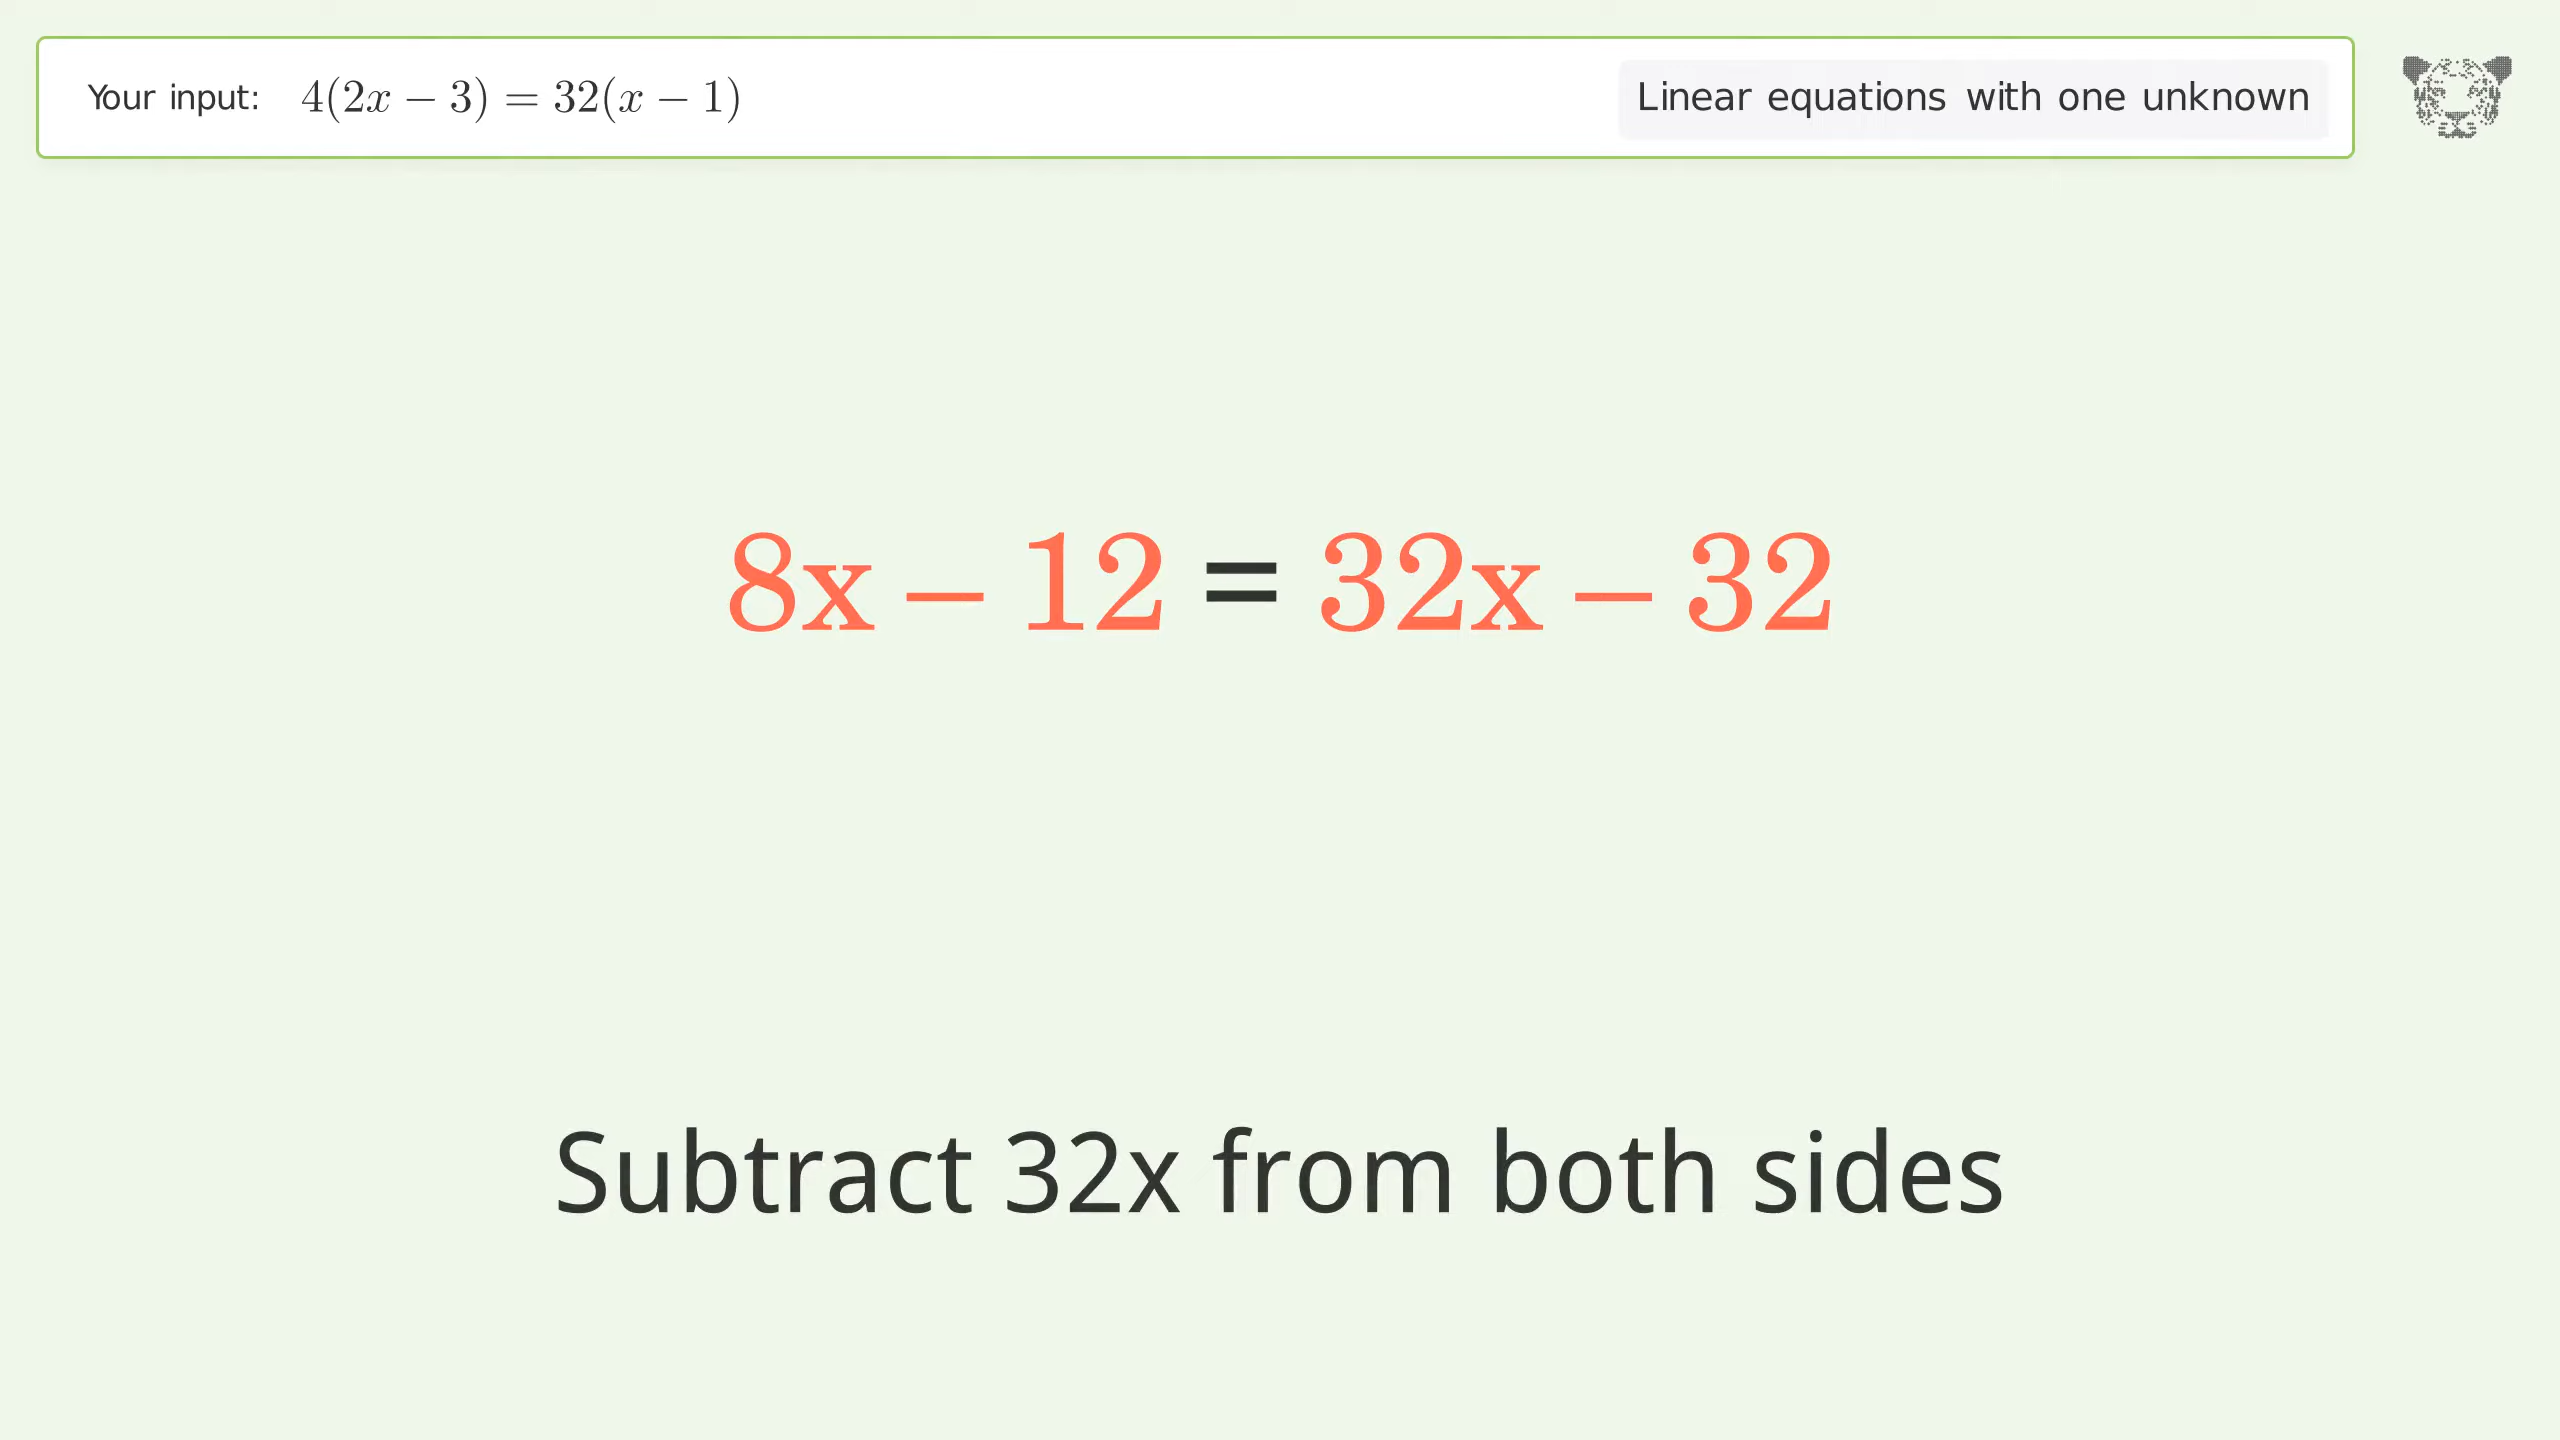 Your input: 4(2x − 3) = 32(x − 1) Linear equations with one unknown
8x − 12 = 32x − 32
Subtract 32x from both sides